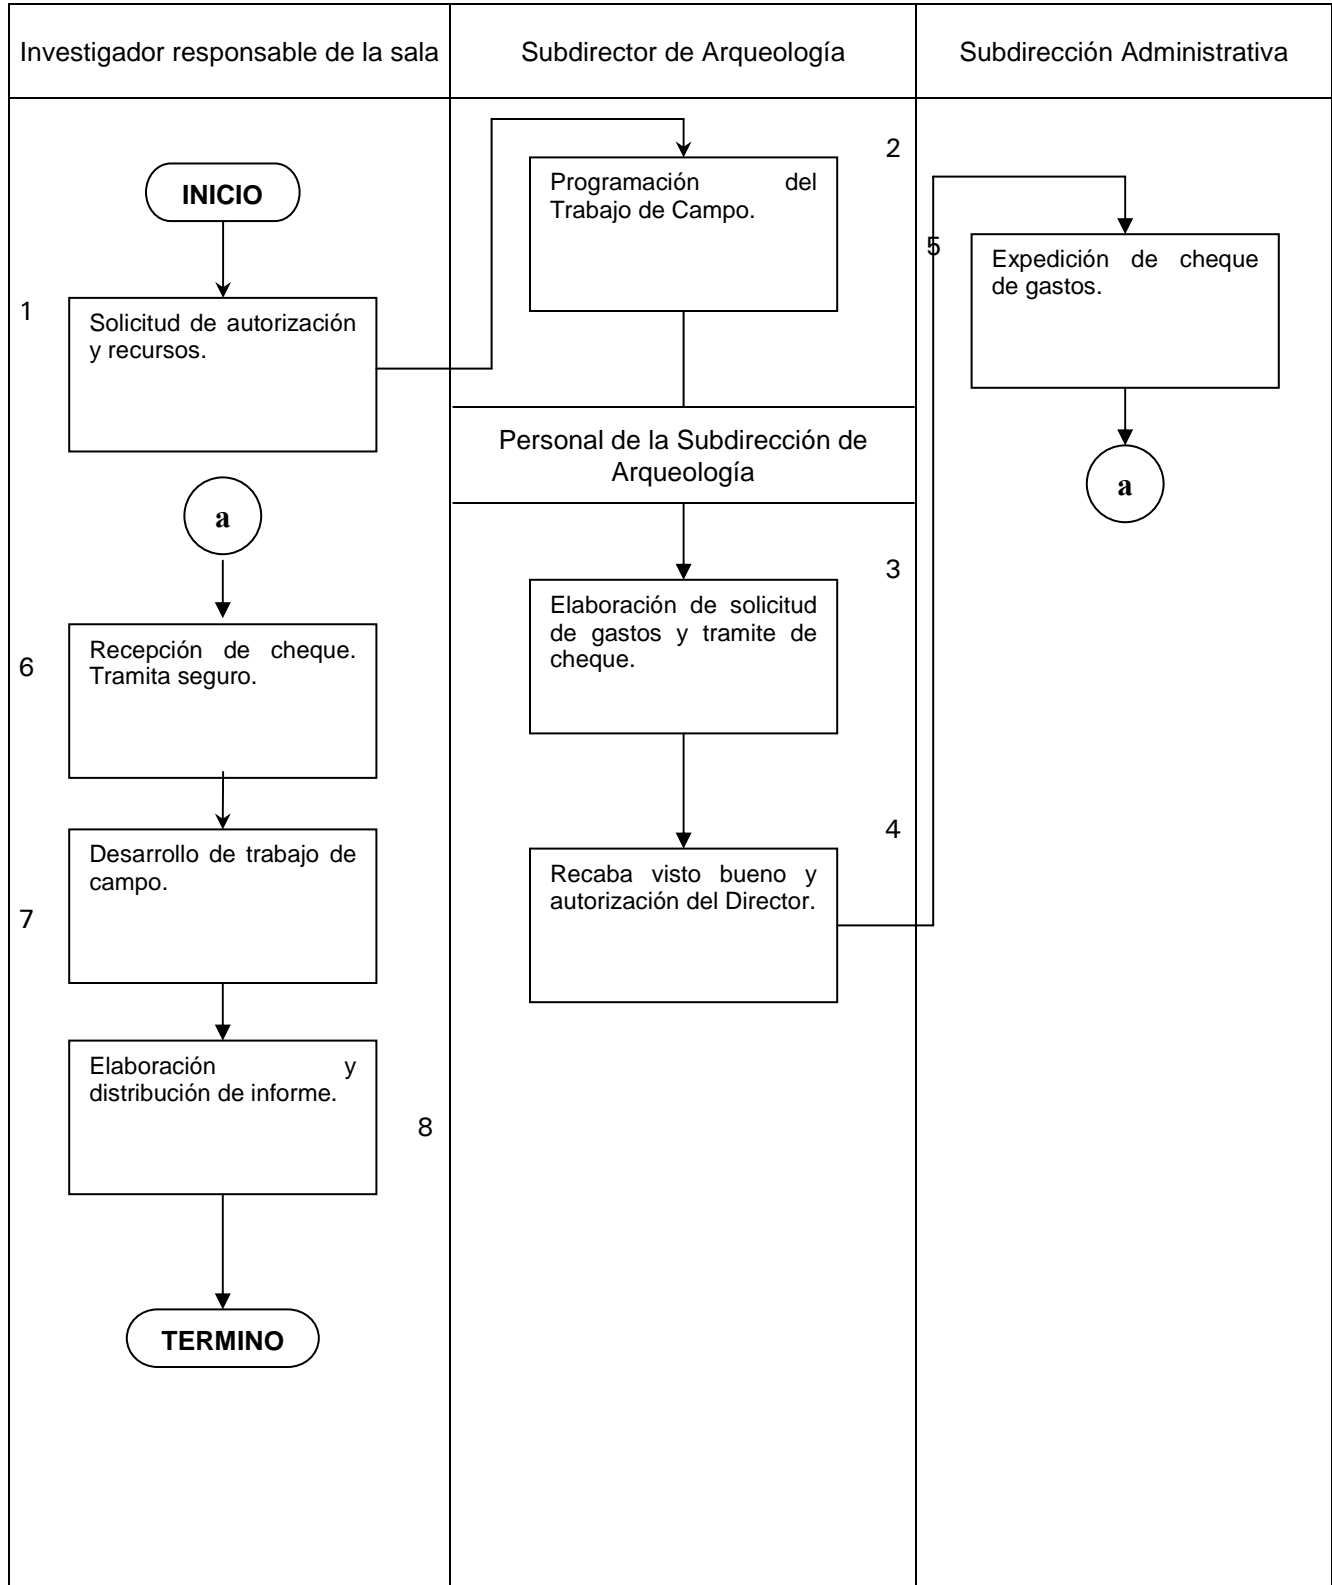 Investigador responsable de la sala
Subdirector de Arqueología
Subdirección Administrativa
INICIO
1
Solicitud de autorización
y recursos.
2
Programación del
Trabajo de Campo.
Personal de la Subdirección de
Arqueología
3
Elaboración de solicitud
de gastos y tramite de
cheque.
4
Recaba visto bueno y
autorización del Director.
5
Expedición de cheque
de gastos.
a
a
6
Recepción de cheque.
Tramita seguro.
7
Desarrollo de trabajo de
campo.
8
Elaboración y
distribución de informe.
TERMINO